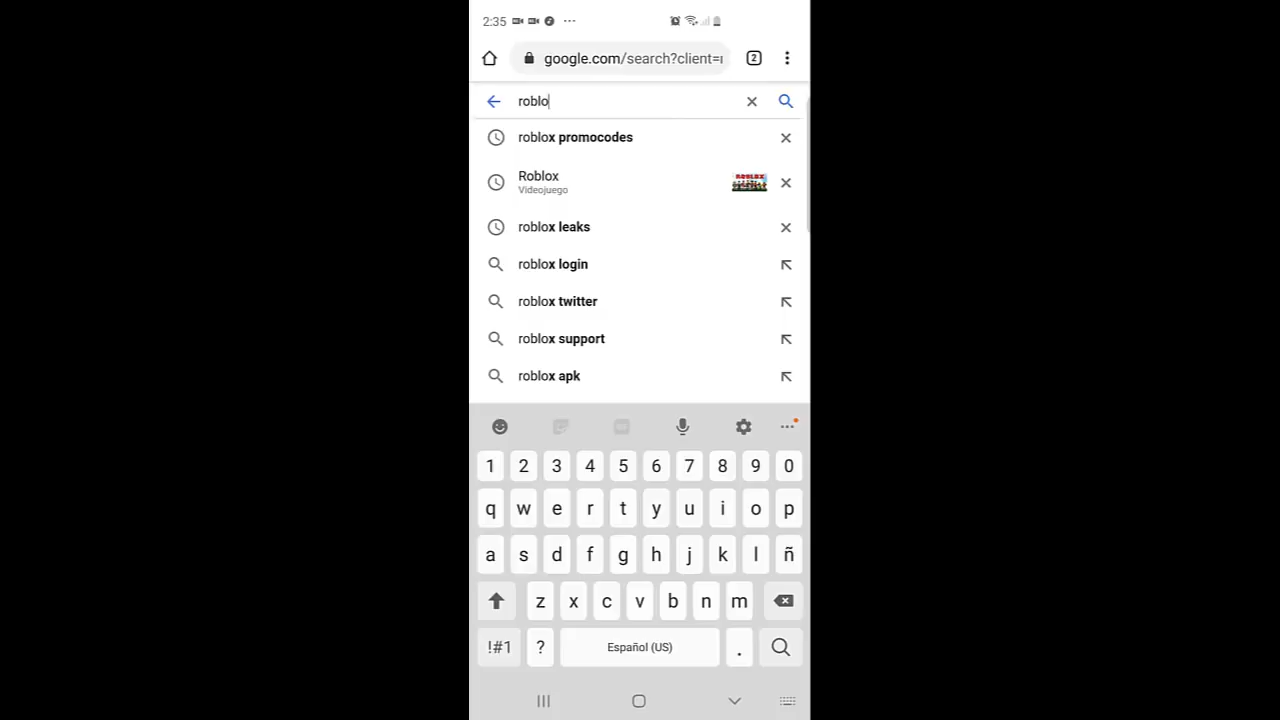 2:35
google.com/search?client=
2
roblo
roblox promocodes
Roblox
Videojuego
ROBLOX
roblox leaks
roblox login
roblox twitter
roblox support
roblox apk
1 2 3 4 5 6 7 8 9 0
q w e r t y u i o p
a s d f g h j k l ñ
z x c v b n m
!#1 ? Español (US) .